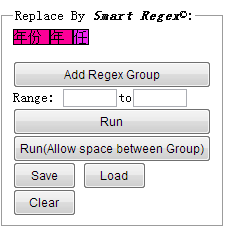 Replace By Smart Regex©:
年份 年 任
Add Regex Group
Range: to
Run
Run(Allow space between Group)
Save Load
Clear